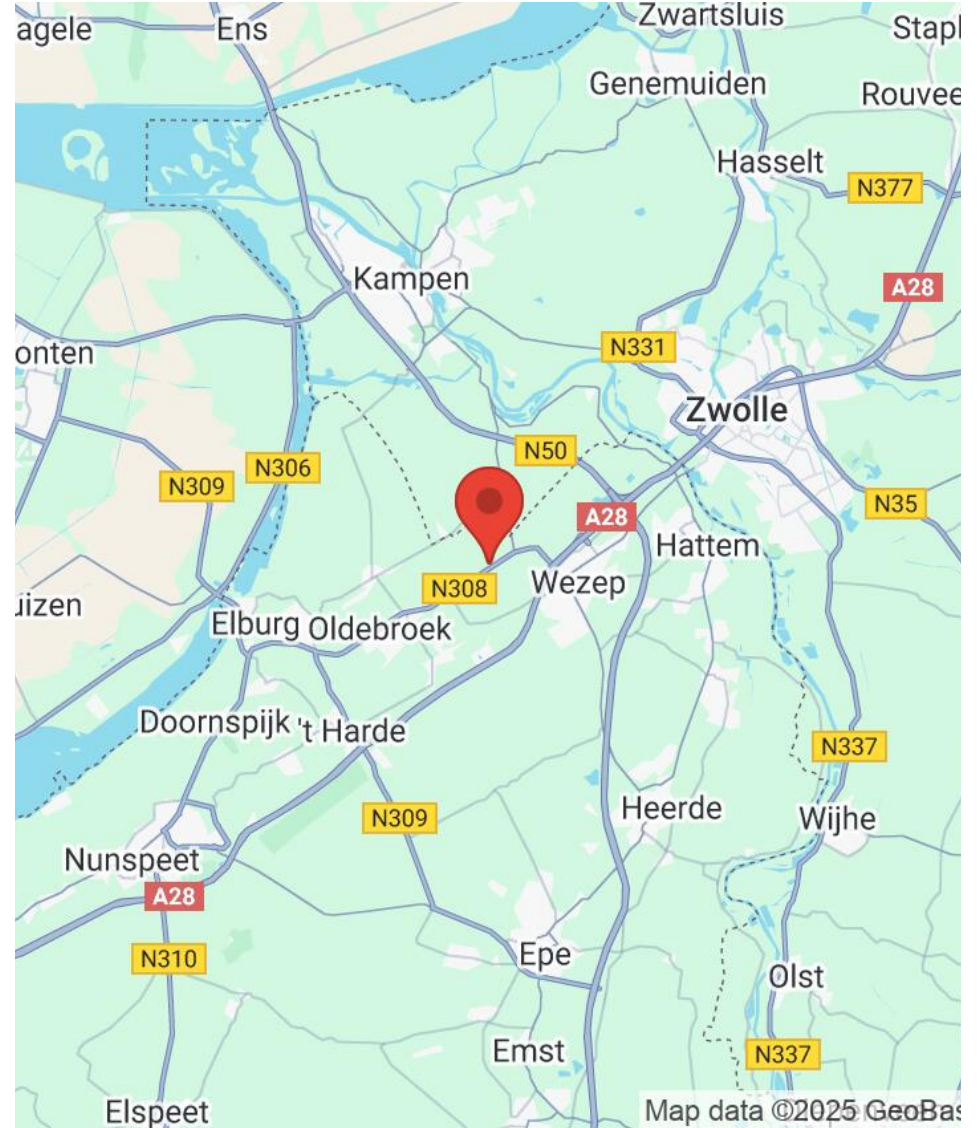 agele
Ens
Zwartsluis
Stapl
Genemuiden
Rouvee
Hasselt
N377
Kampen
A28
onten
N331
Zwolle
N50
N306
N309
N35
A28
Hattem
N308
Wezep
uizen
Elburg
Oldebroek
Doornspijk
't Harde
N337
N309
Heerde
Wijhe
Nunspeet
A28
N310
Epe
Olst
Emst
N337
Elspeet
Map data ©2025 GeoBas